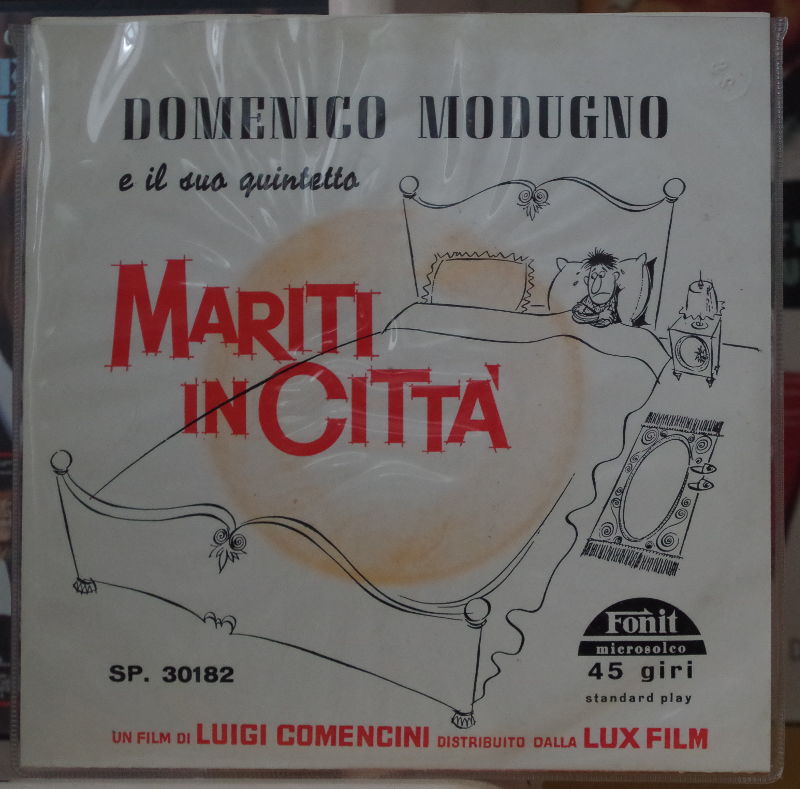 DOMENICO MODUGNO
e il suo quintetto
MARITI
IN CITTÀ
Fonit
microsolco
45 giri
standard play
SP. 30182
UN FILM DI LUIGI COMENCINI DISTRIBUITO DALLA LUX FILM